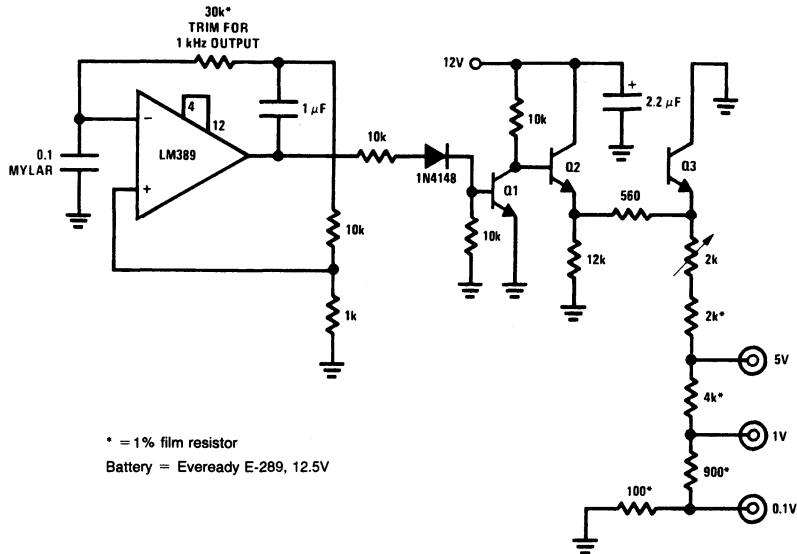 30k*
TRIM FOR
1 kHz OUTPUT
12V
+
4
12
1 μF
2.2 μF
10k
−
LM389
10k
Q2
Q3
0.1
MYLAR
1N4148
+
Q1
560
10k
10k
12k
2k
2k*
1k
5V
4k*
* = 1% film resistor
1V
Battery = Eveready E-289, 12.5V
900*
100*
0.1V